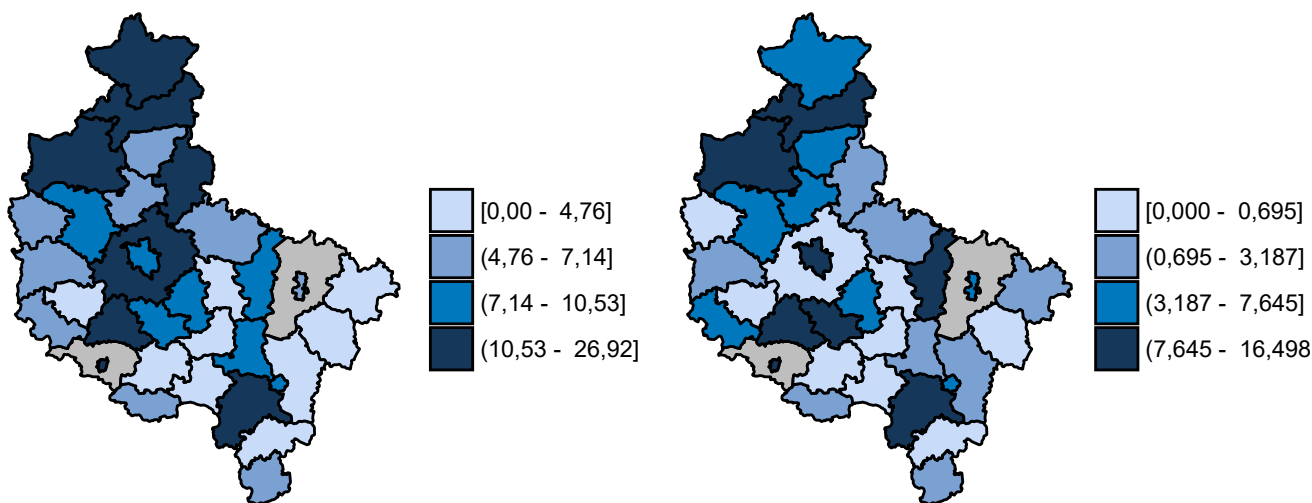 [0,00 - 4,76]
(4,76 - 7,14]
(7,14 - 10,53]
(10,53 - 26,92]
[0,000 - 0,695]
(0,695 - 3,187]
(3,187 - 7,645]
(7,645 - 16,498